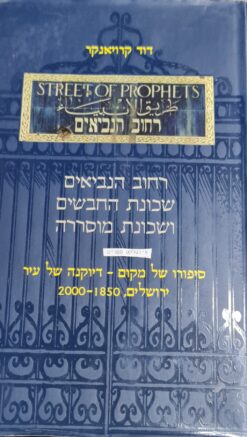 דוד קרויאנקר
STREET OF PROPHETS
طريق الانبياء
רחוב הנביאים
רחוב הנביאים
שכונת החבשים
ושכונת מוסררה
סיפורו של מקום - דיוקנה של עיר
ירושלים, 1850-2000